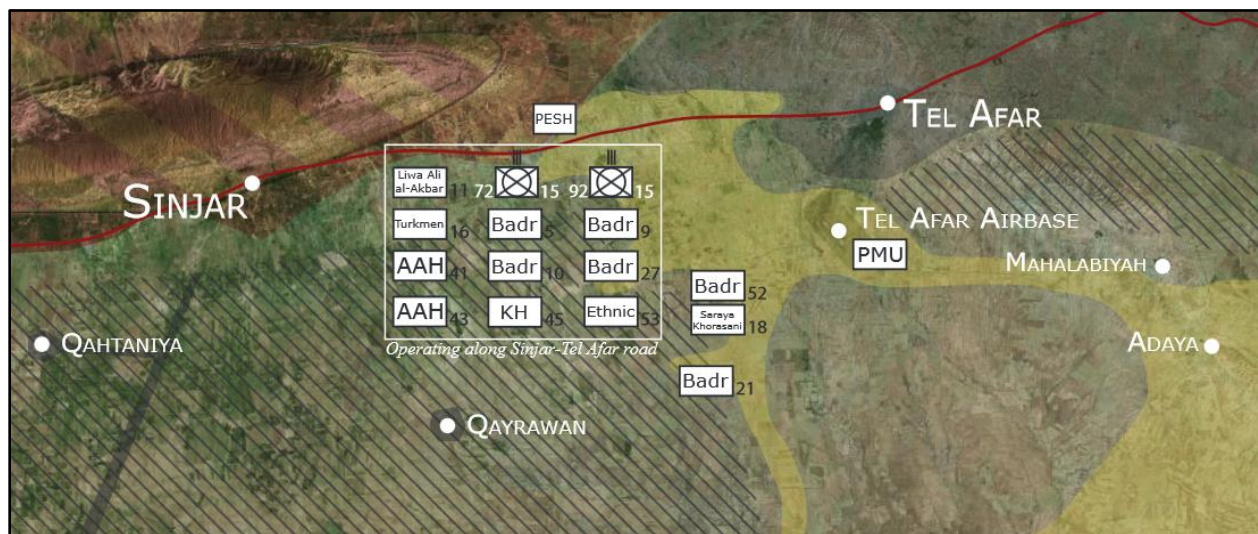 PESH
TEL AFAR
SINJAR
Liwa Ali
al-Akbar 11
72 15
92 15
Turkmen 16
Badr 5
Badr 9
TEL AFAR AIRBASE
PMU
AAH 41
Badr 10
Badr 27
MAHALABIYAH
Badr 52
AAH 43
KH 45
Ethnic 53
Saraya
Khorasani 18
QAHTANIYA
Operating along Sinjar-Tel Afar road
ADAYA
Badr 21
QAYRAWAN